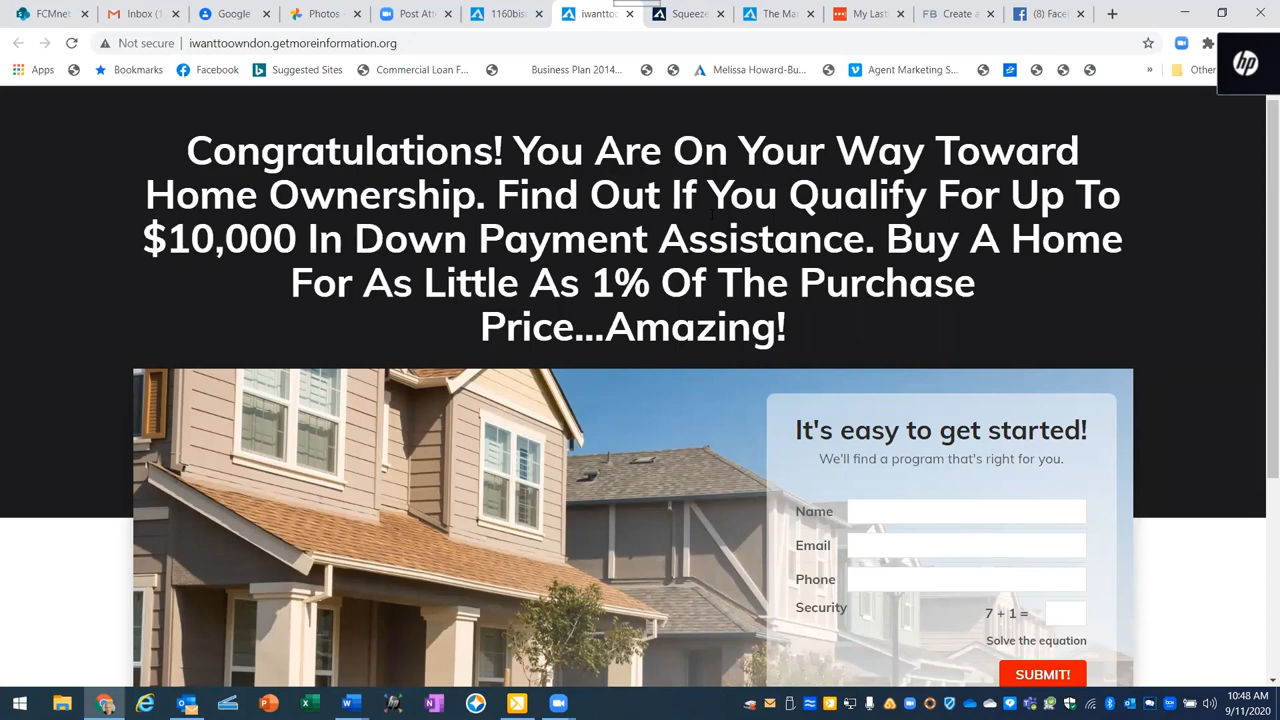 FCMnet
Inbox (1
Google
Photos
Post Att
1160bis
iwanttoo
Squeeze
The Ma
My Last
FB Create a
(8) Fac
Not secure | iwanttoowndon.getmoreinformation.org
Apps
Bookmarks
Facebook
Suggested Sites
Commercial Loan F...
Business Plan 2014...
Melissa Howard-Bu...
Agent Marketing S...
»
Other
hp
Congratulations! You Are On Your Way Toward
Home Ownership. Find Out If You Qualify For Up To
$10,000 In Down Payment Assistance. Buy A Home
For As Little As 1% Of The Purchase
Price...Amazing!
It's easy to get started!
We'll find a program that's right for you.
Name
Email
Phone
Security
7 + 1 =
Solve the equation
SUBMIT!
10:48 AM
9/11/2020